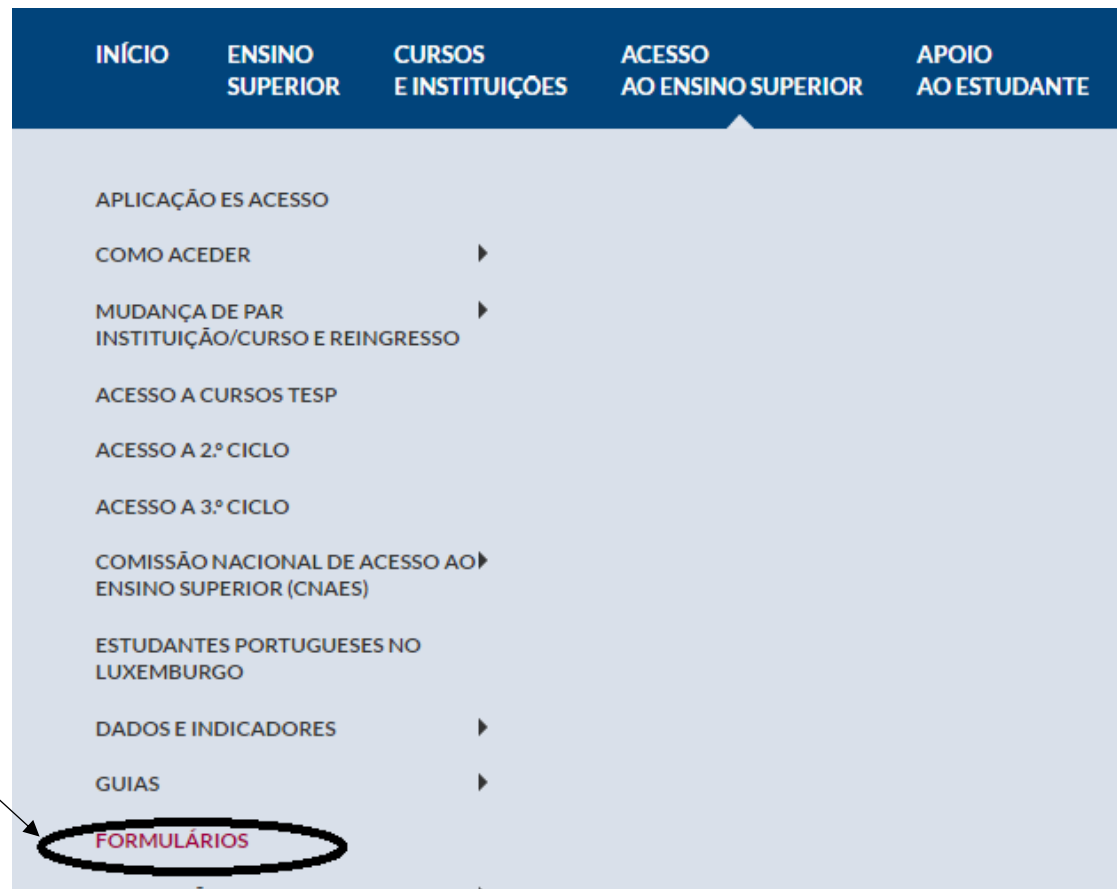 INÍCIO
ENSINO
SUPERIOR
CURSOS
E INSTITUIÇÕES
ACESSO
AO ENSINO SUPERIOR
APOIO
AO ESTUDANTE
APLICAÇÃO ES ACESSO
COMO ACEDER
MUDANÇA DE PAR
INSTITUIÇÃO/CURSO E REINGRESSO
ACESSO A CURSOS TESP
ACESSO A 2.º CICLO
ACESSO A 3.º CICLO
COMISSÃO NACIONAL DE ACESSO AO
ENSINO SUPERIOR (CNAES)
ESTUDANTES PORTUGUESES NO
LUXEMBURGO
DADOS E INDICADORES
GUIAS
FORMULÁRIOS